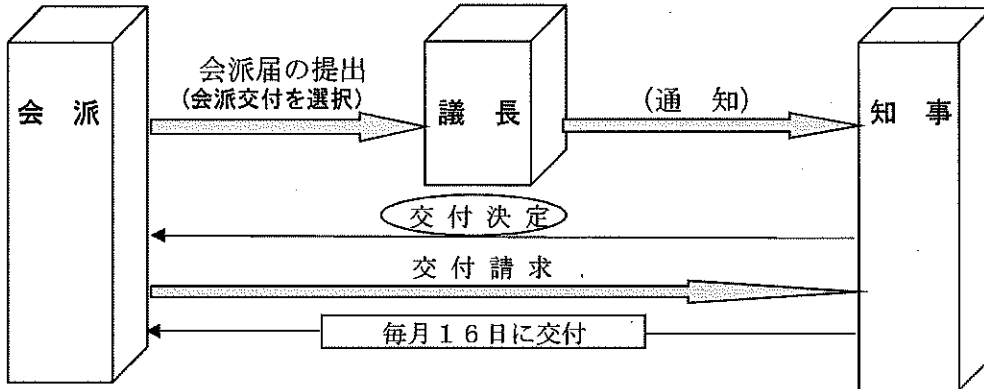 会派
会派届の提出
(会派交付を選択)
議長
(通 知)
知事
交付決定
交付請求
毎月１６日に交付